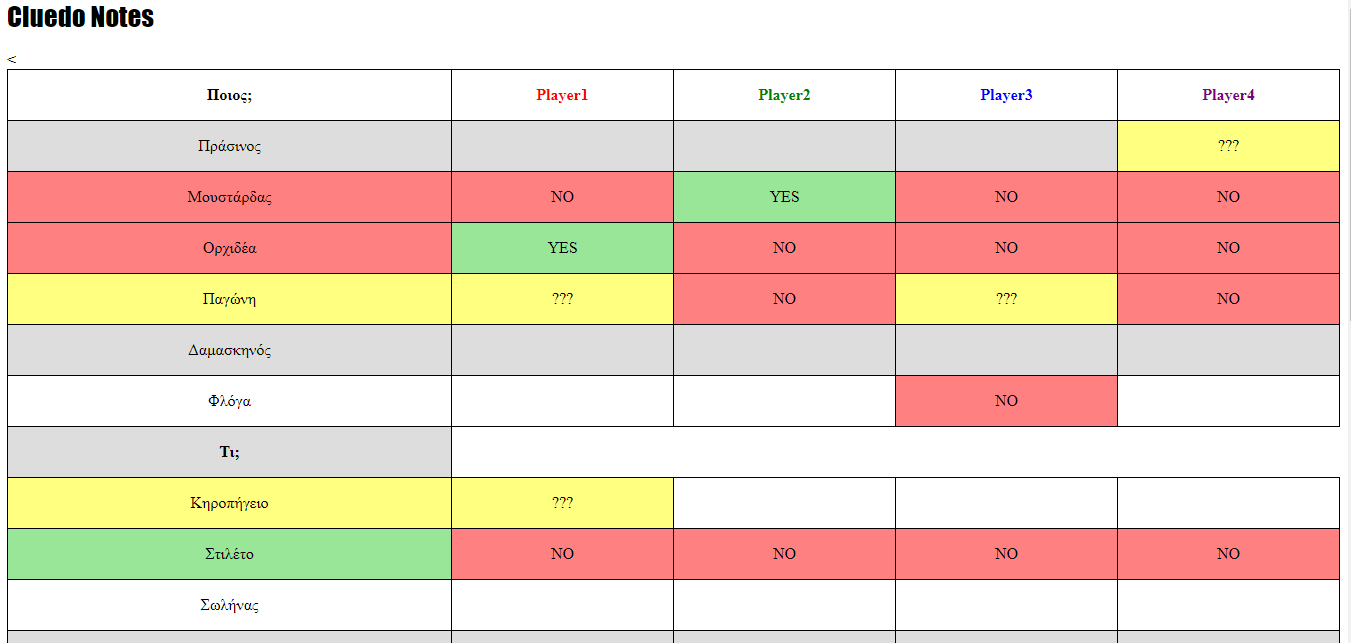 Cluedo Notes
<
Ποιος; Player1 Player2 Player3 Player4
Πράσινος ???
Μουστάρδας NO YES NO NO
Ορχιδέα YES NO NO NO
Παγώνη ??? NO ??? NO
Δαμασκηνός
Φλόγα NO
Τι;
Κηροπήγειο ???
Στιλέτο NO NO NO NO
Σωλήνας